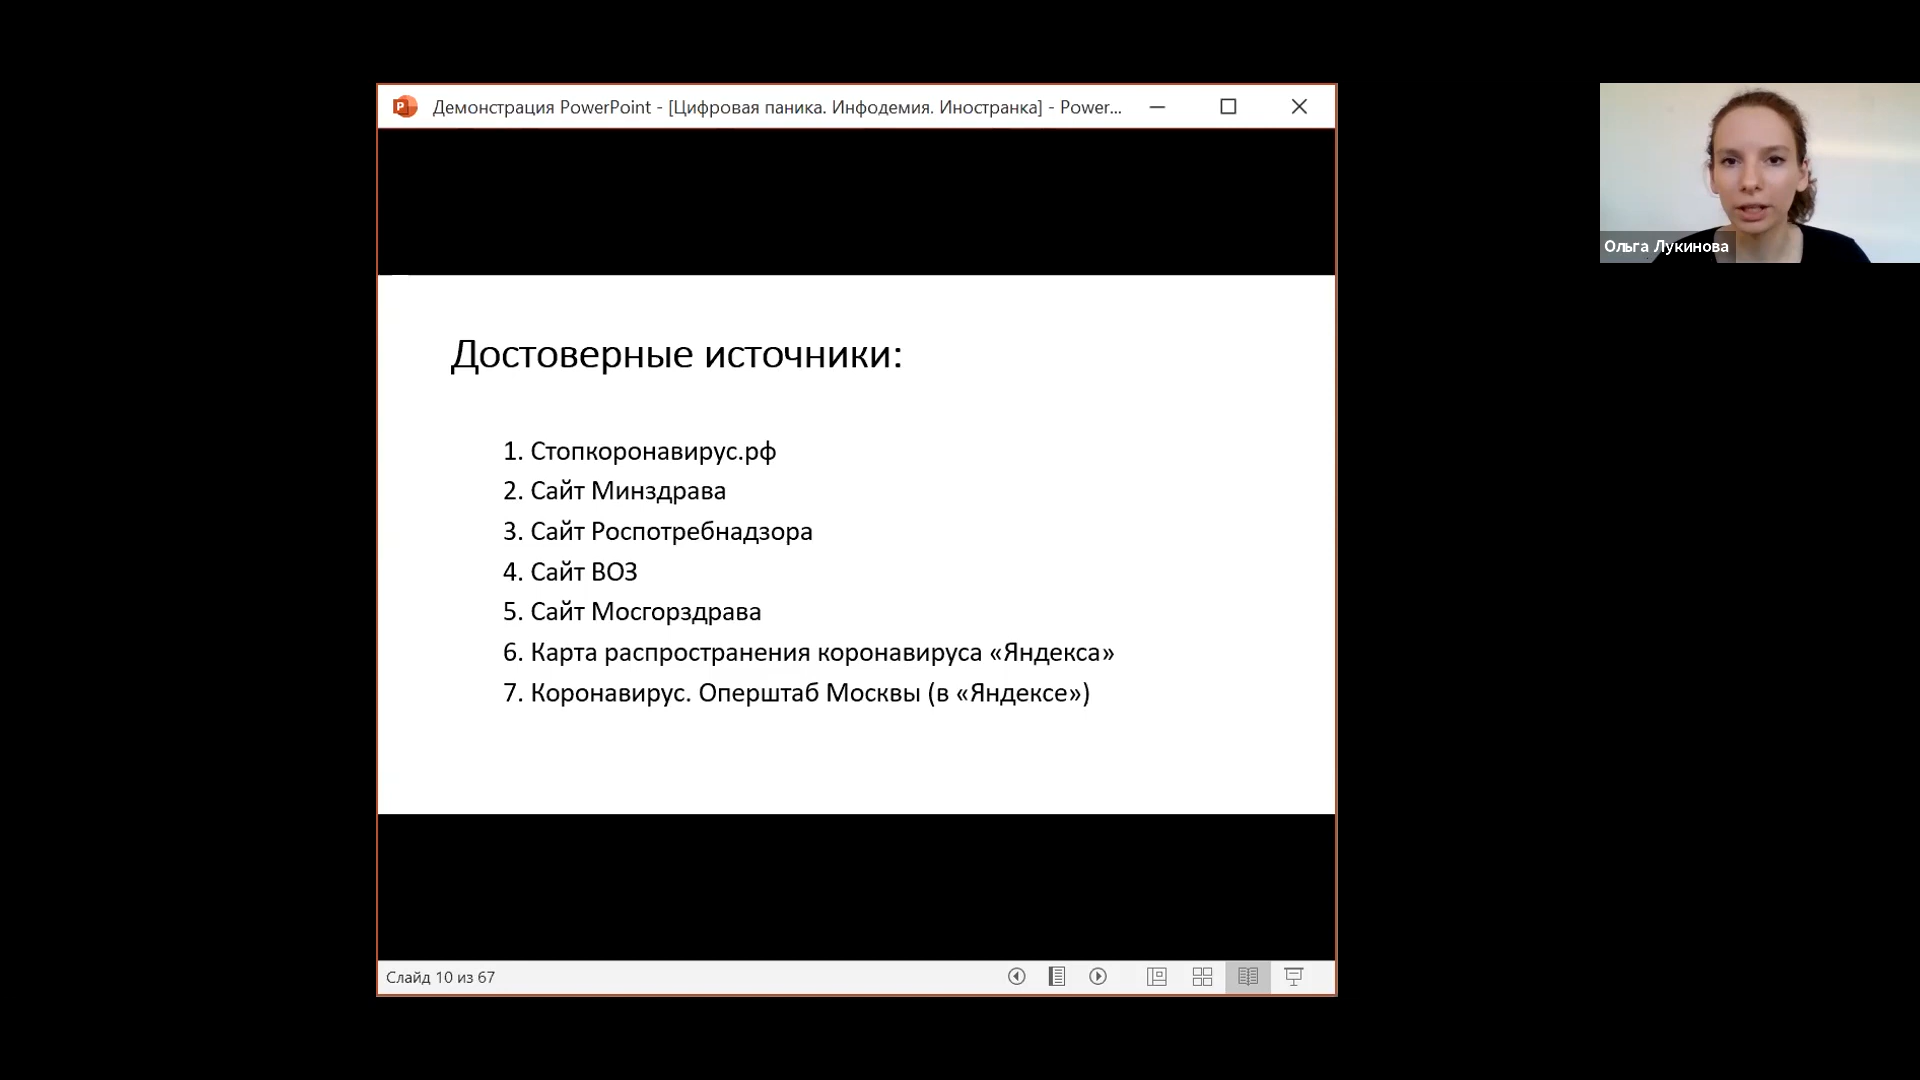 Демонстрация PowerPoint - [Цифровая паника. Инфодемия. Иностранка] - Power...
Ольга Лукинова
Достоверные источники:
1. Стопкоронавирус.рф
2. Сайт Минздрава
3. Сайт Роспотребнадзора
4. Сайт ВОЗ
5. Сайт Мосгорздрава
6. Карта распространения коронавируса «Яндекса»
7. Коронавирус. Оперштаб Москвы (в «Яндексе»)
Слайд 10 из 67